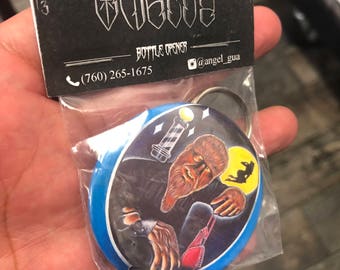 BOTTLE OPENER
(760) 265-1675
@angel_gua